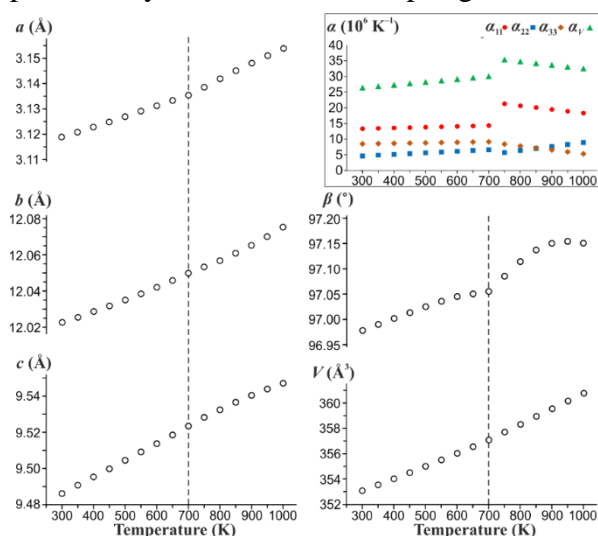 a (Å)
3.15
3.14
3.13
3.12
3.11
b (Å)
12.08
12.06
12.04
12.02
c (Å)
9.54
9.52
9.50
9.48
300 400 500 600 700 800 900 1000
Temperature (K)
α (10⁶ K⁻¹)
α₁₁ α₂₂ α₃₃ αᵥ
40
35
30
25
20
15
10
5
0
300 400 500 600 700 800 900 1000
β (°)
97.20
97.15
97.10
97.05
97.00
96.95
V (Å³)
360
358
356
354
352
300 400 500 600 700 800 900 1000
Temperature (K)